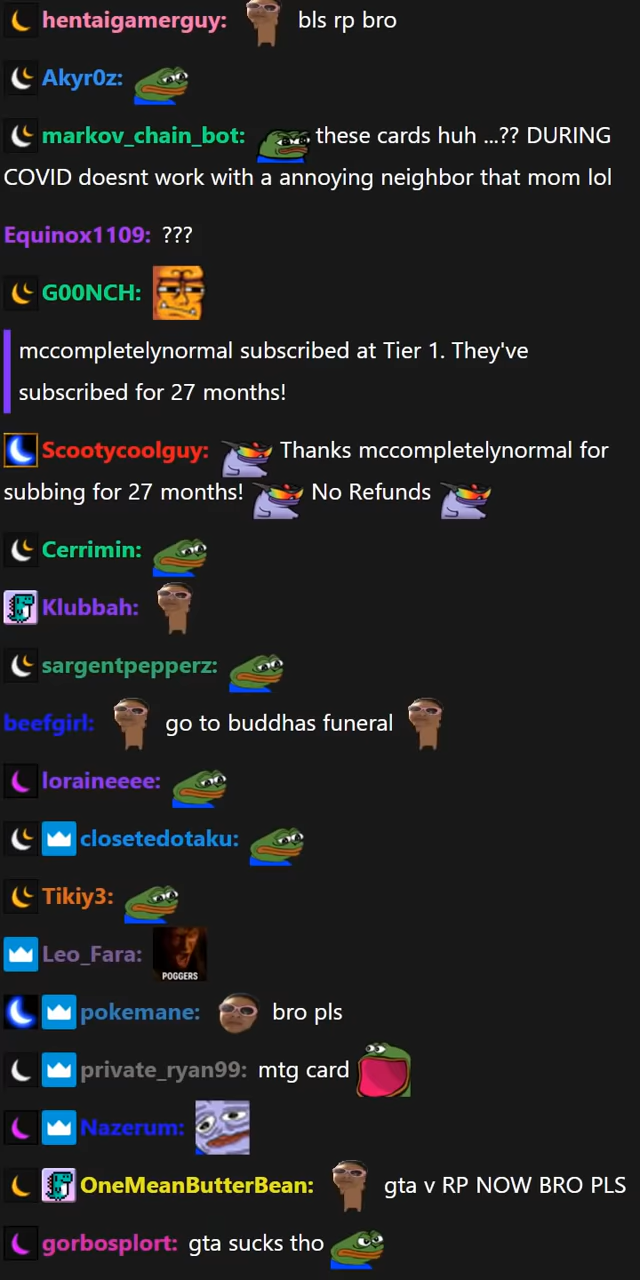 hentaigamerguy: bls rp bro
Akyr0z:
markov_chain_bot: these cards huh ...?? DURING
COVID doesnt work with a annoying neighbor that mom lol
Equinox1109: ???
G00NCH:
mccompletelynormal subscribed at Tier 1. They've
subscribed for 27 months!
Scootycoolguy: Thanks mccompletelynormal for
subbing for 27 months! No Refunds
Cerrimin:
Klubbah:
sargentpepperz:
beefgirl: go to buddhas funeral
loraineeee:
closetedotaku:
Tikiy3:
Leo_Fara: POGGERS
pokemane: bro pls
private_ryan99: mtg card
Nazerum:
OneMeanButterBean: gta v RP NOW BRO PLS
gorbosplort: gta sucks tho